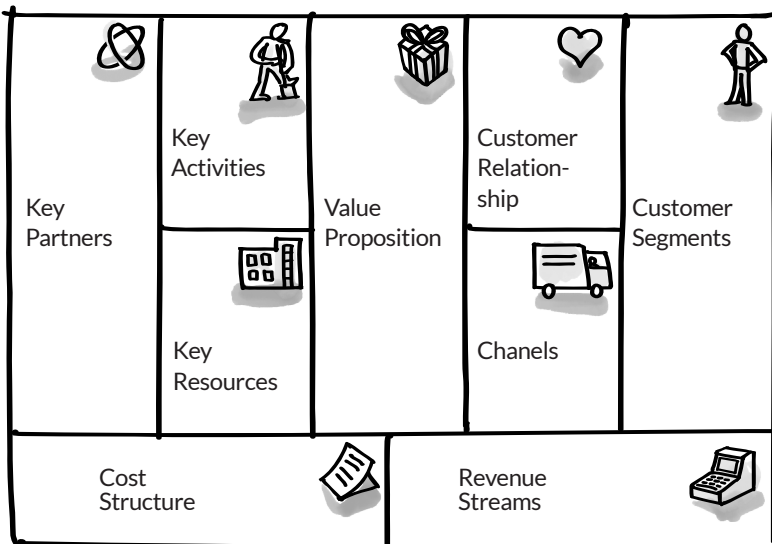 Key
Partners
Key
Activities
Key
Resources
Value
Proposition
Customer
Relation-
ship
Chanels
Customer
Segments
Cost
Structure
Revenue
Streams